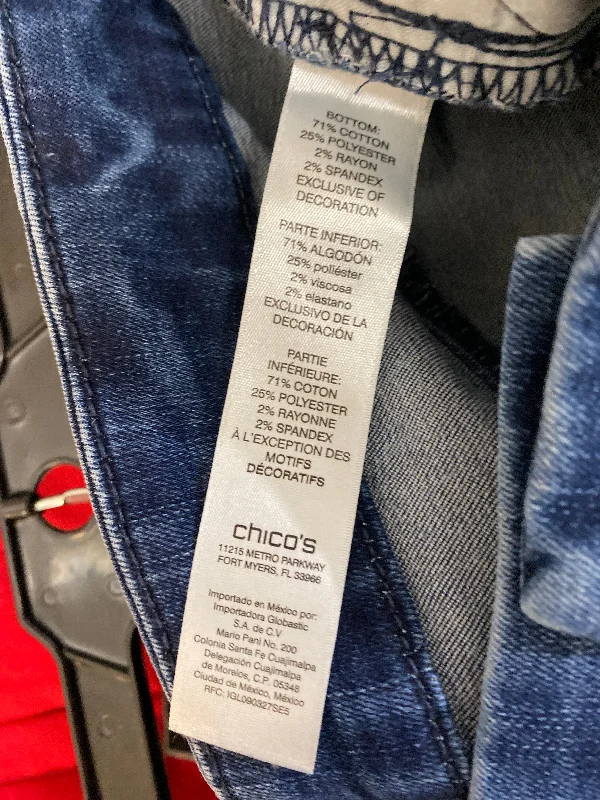 BOTTOM:
71% COTTON
25% POLYESTER
2% RAYON
2% SPANDEX
EXCLUSIVE OF
DECORATION
PARTE INFERIOR:
71% ALGODÓN
25% poliéster
2% viscosa
2% elastano
EXCLUSIVO DE LA
DECORACIÓN
PARTIE
INFÉRIEURE:
71% COTON
25% POLYESTER
2% RAYONNE
2% SPANDEX
À L'EXCEPTION DES
MOTIFS
DÉCORATIFS
chico's
11215 METRO PARKWAY
FORT MYERS, FL 33966
Importado en México por:
Importadora Globastic
S.A. de C.V
Mario Pani No. 200
Colonia Santa Fe Cuajimalpa
Delegación Cuajimalpa
de Morelos, C.P. 05348
Ciudad de México, México
RFC: IGL090327SE5